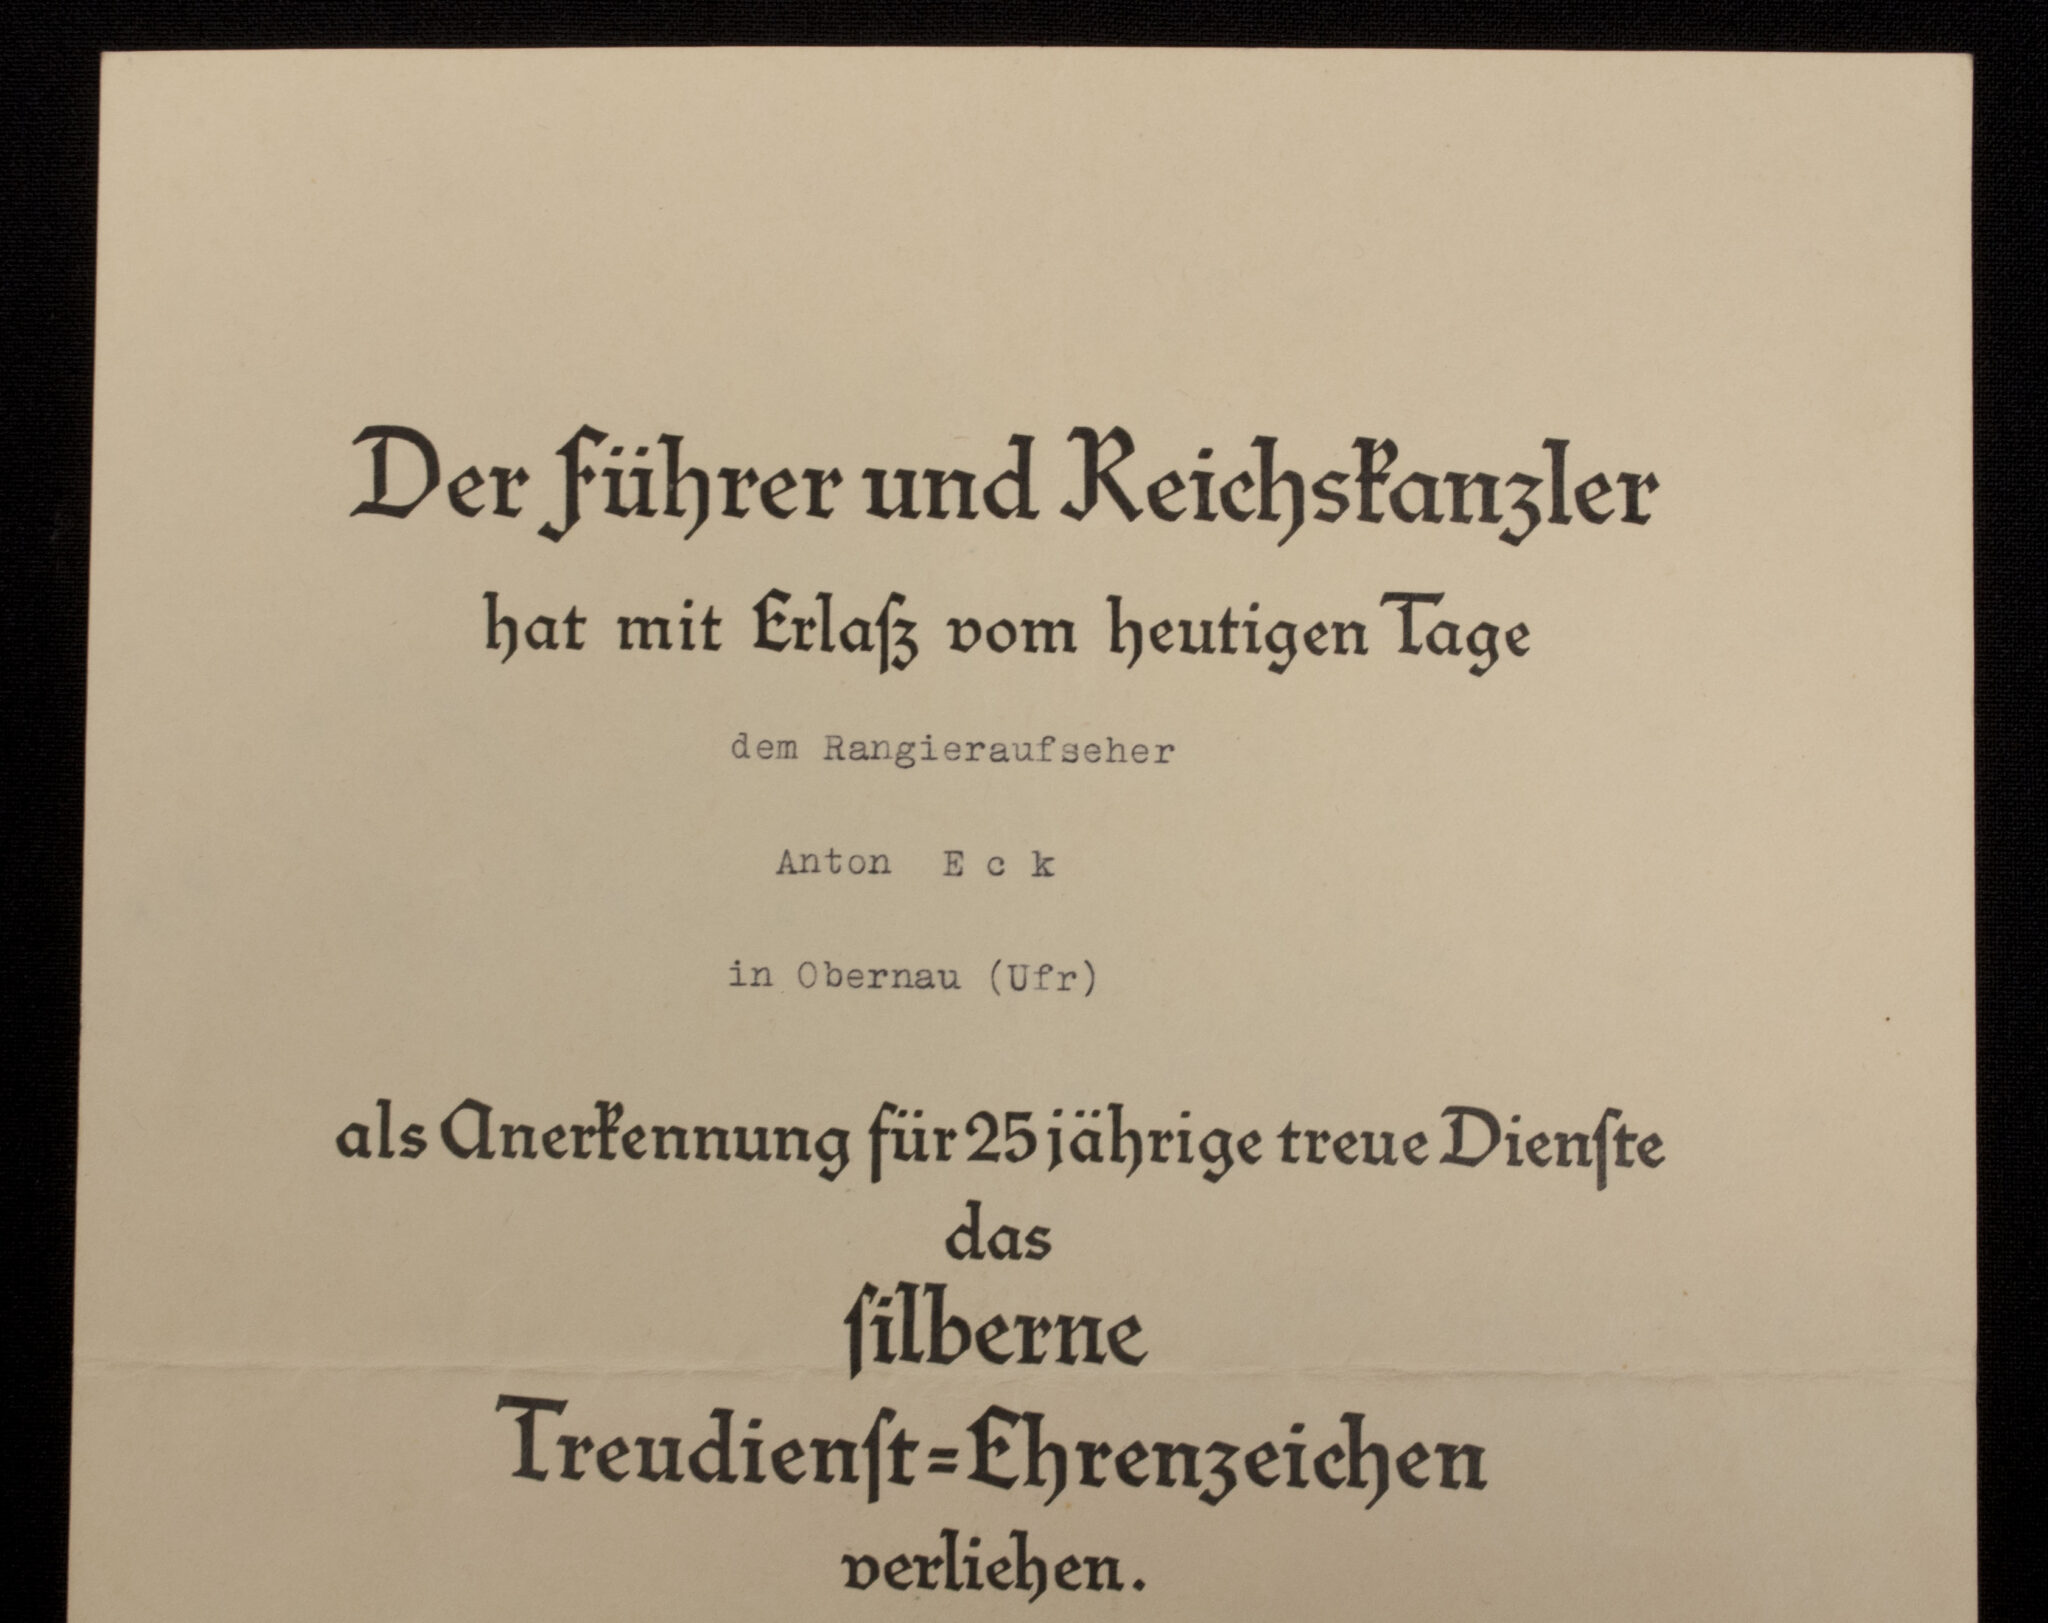 Der Führer und Reichskanzler
hat mit Erlaß vom heutigen Tage
dem Rangieraufseher
Anton E c k
in Obernau (Ufr)
als Anerkennung für 25jährige treue Dienſte
das
ſilberne
Treudienſt=Ehrenzeichen
verliehen.